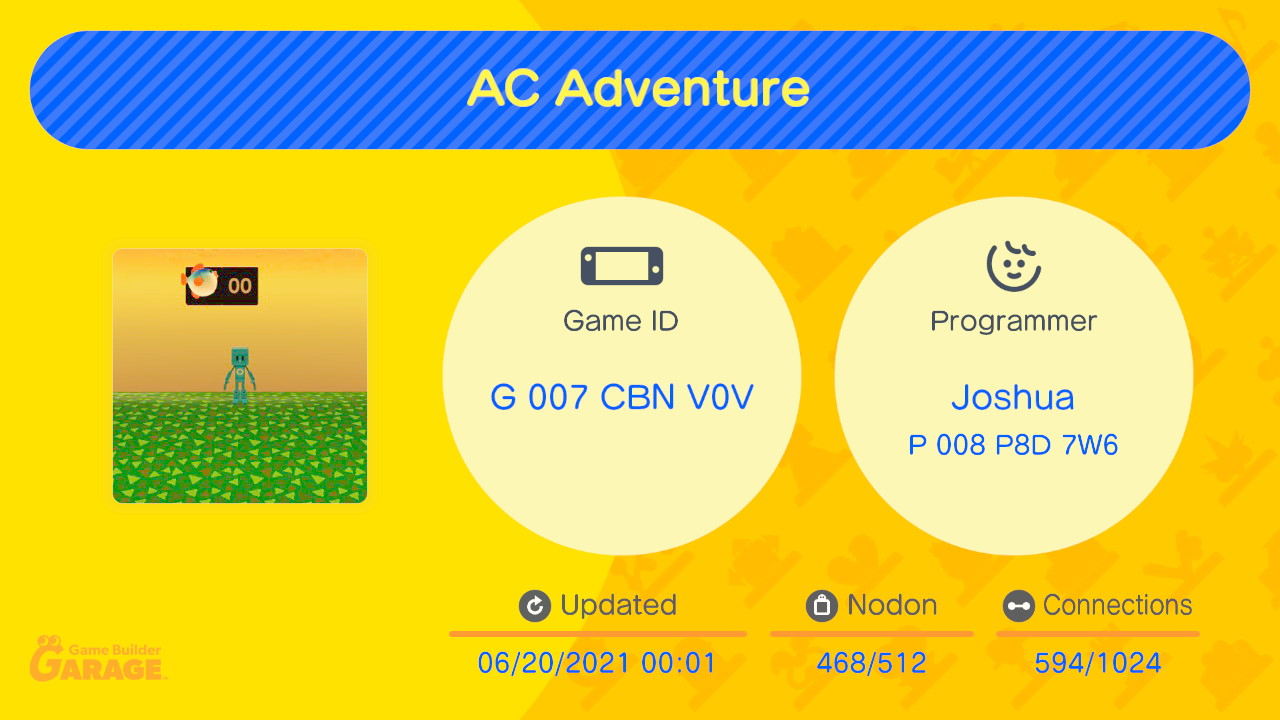 AC Adventure
00
Game ID
G 007 CBN V0V
Programmer
Joshua
P 008 P8D 7W6
Updated
06/20/2021 00:01
Nodon
468/512
Connections
594/1024
Game Builder
GARAGE